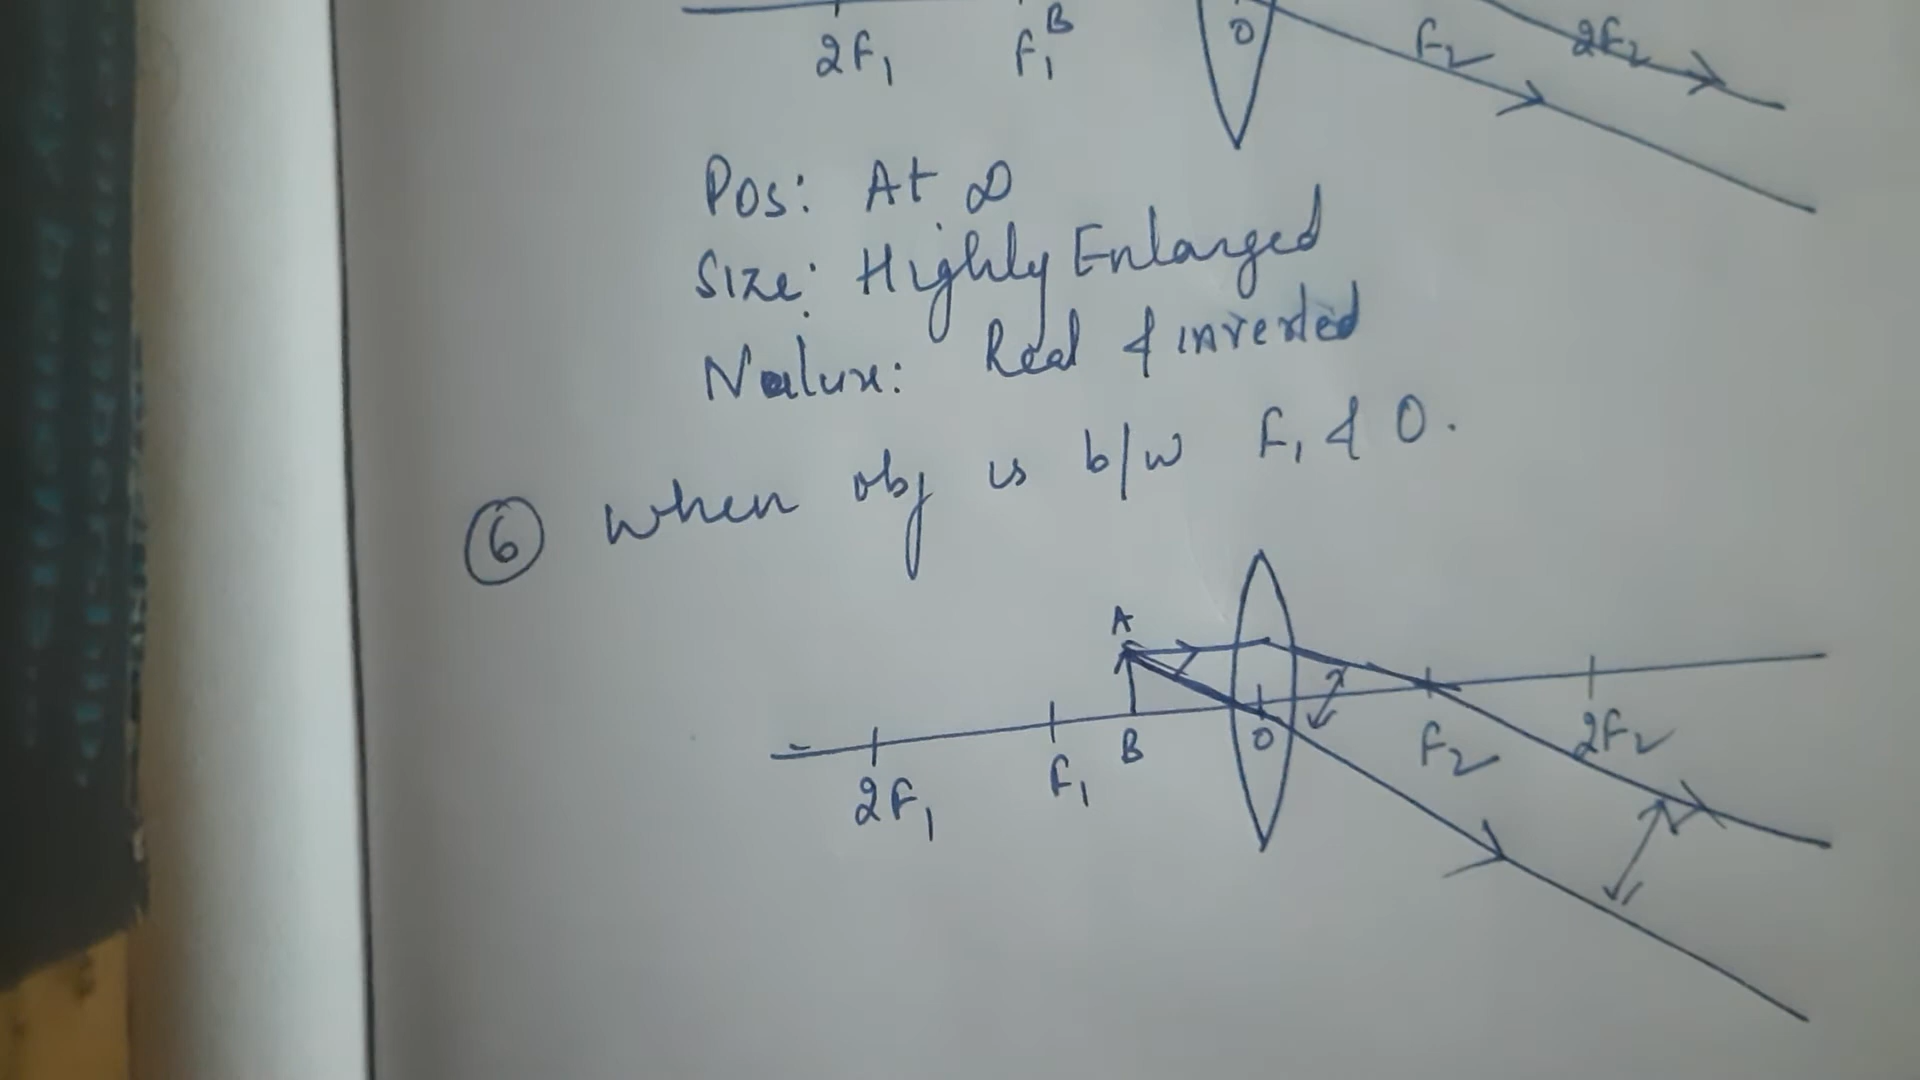 2F₁ F₁ B O F₂ 2F₂
Pos: At ∞
Size: Highly Enlarged
Nature: Real & inverted
⑥ When obj is b/w F₁ & O.
A
2F₁ F₁ B O F₂ 2F₂